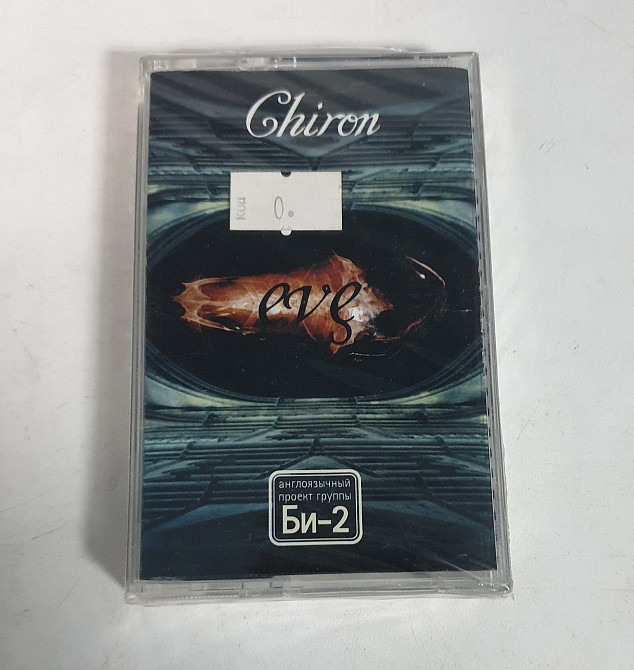 Chiron
Код
0.
eve
англоязычный
проект группы
Би-2